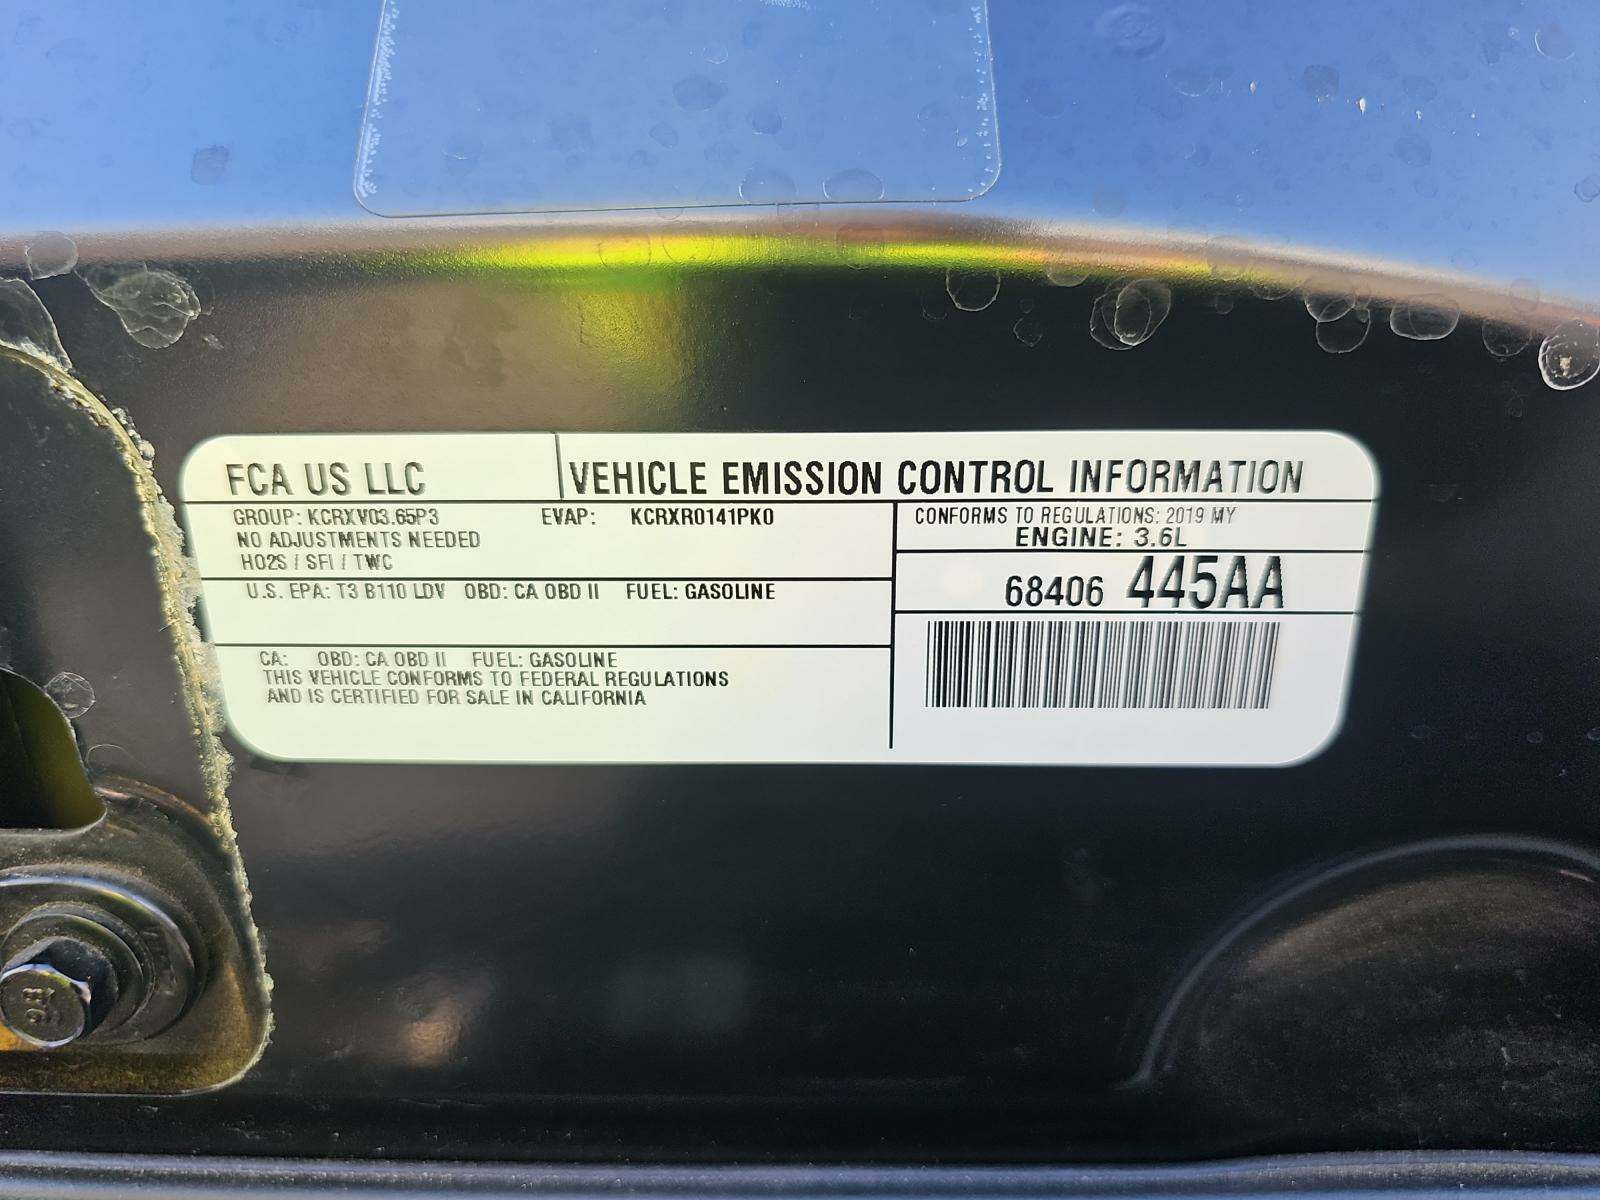 FCA US LLC
VEHICLE EMISSION CONTROL INFORMATION
GROUP: KCRXV03.65P3 EVAP: KCRXR0141PK0
NO ADJUSTMENTS NEEDED
HO2S / SFI / TWC
CONFORMS TO REGULATIONS: 2019 MY
ENGINE: 3.6L
68406 445AA
U.S. EPA: T3 B110 LDV OBD: CA OBD II FUEL: GASOLINE
CA: OBD: CA OBD II FUEL: GASOLINE
THIS VEHICLE CONFORMS TO FEDERAL REGULATIONS
AND IS CERTIFIED FOR SALE IN CALIFORNIA